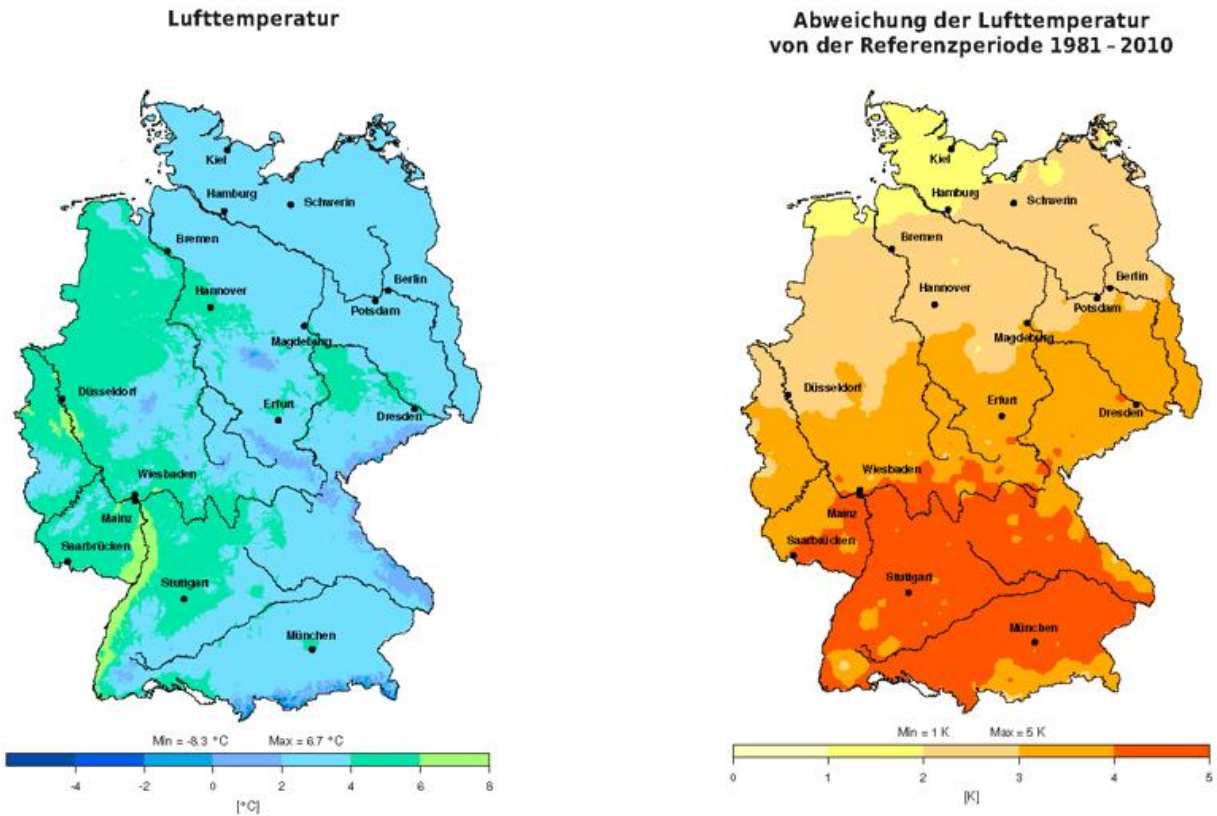 Lufttemperatur
Kiel
Hamburg
Schwerin
Bremen
Berlin
Hannover
Potsdam
Magdeburg
Düsseldorf
Erfurt
Dresden
Wiesbaden
Mainz
Saarbrücken
Stuttgart
München
Min = -8.3 °C Max = 6.7 °C
-4 -2 0 2 4 6 8
[°C]
Abweichung der Lufttemperatur
von der Referenzperiode 1981 – 2010
Kiel
Hamburg
Schwerin
Bremen
Berlin
Hannover
Potsdam
Magdeburg
Düsseldorf
Erfurt
Dresden
Wiesbaden
Mainz
Saarbrücken
Stuttgart
München
Min = 1 K Max = 5 K
0 1 2 3 4 5
[K]